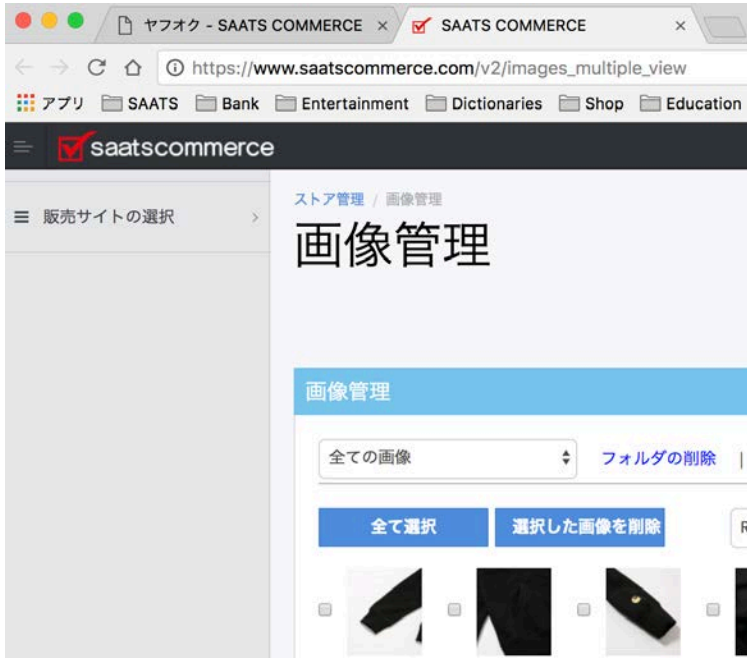 ヤフオク - SAATS COMMERCE ×
SAATS COMMERCE ×
https://www.saatscommerce.com/v2/images_multiple_view
アプリ SAATS Bank Entertainment Dictionaries Shop Education
saatscommerce
販売サイトの選択
ストア管理 / 画像管理
画像管理
画像管理
全ての画像 フォルダの削除 |
全て選択 選択した画像を削除 R